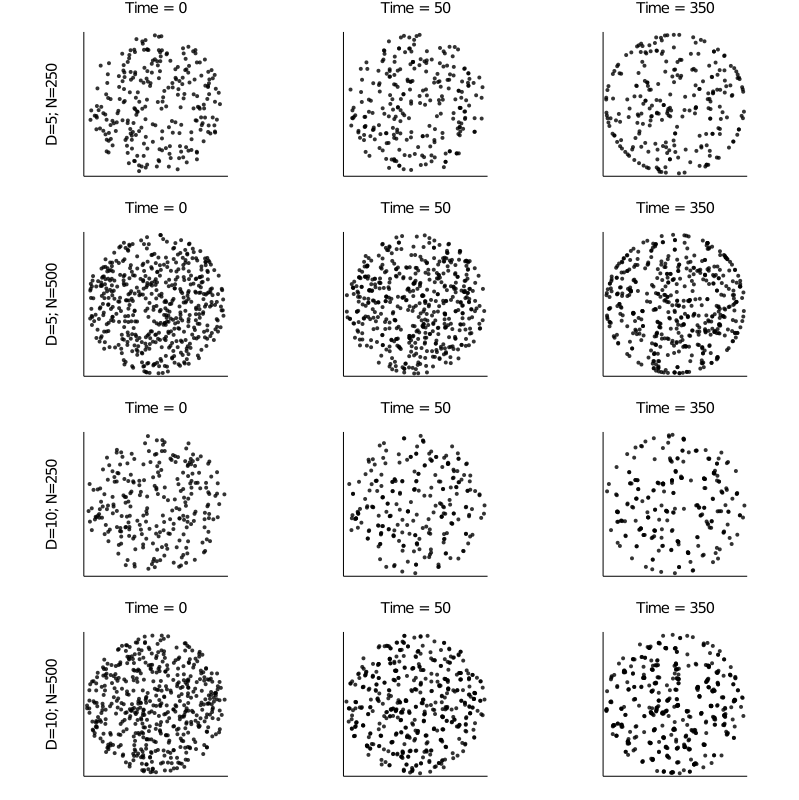 Time = 0
Time = 50
Time = 350
D=5; N=250
Time = 0
Time = 50
Time = 350
D=5; N=500
Time = 0
Time = 50
Time = 350
D=10; N=250
Time = 0
Time = 50
Time = 350
D=10; N=500